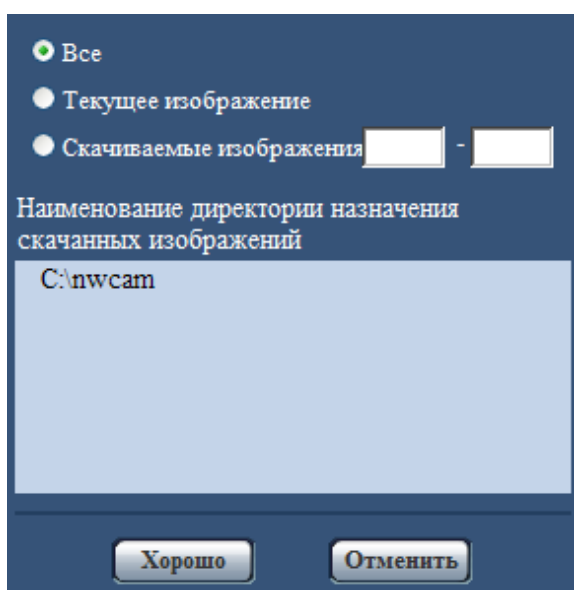 Все
Текущее изображение
Скачиваемые изображения -
Наименование директории назначения
скачанных изображений
C:\nwcam
Хорошо Отменить